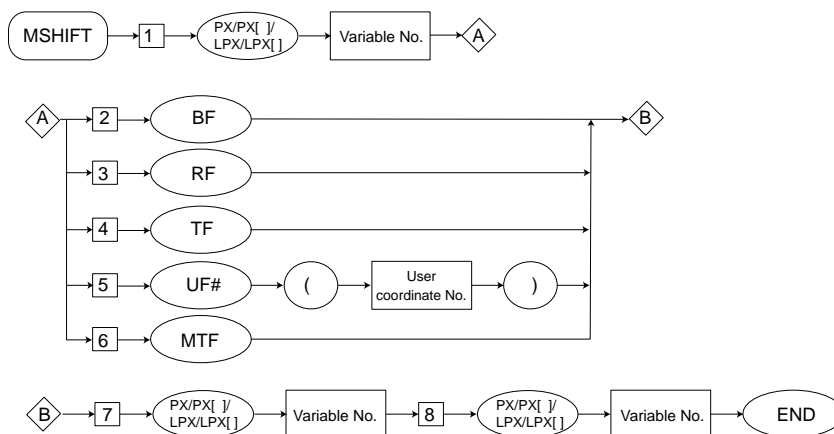 MSHIFT 1 PX/PX[ ]/ Variable No. A
LPX/LPX[ ]
A 2 BF B
3 RF
4 TF
5 UF# ( User )
coordinate No.
6 MTF
B 7 PX/PX[ ]/ Variable No. 8 PX/PX[ ]/ Variable No. END
LPX/LPX[ ] LPX/LPX[ ]